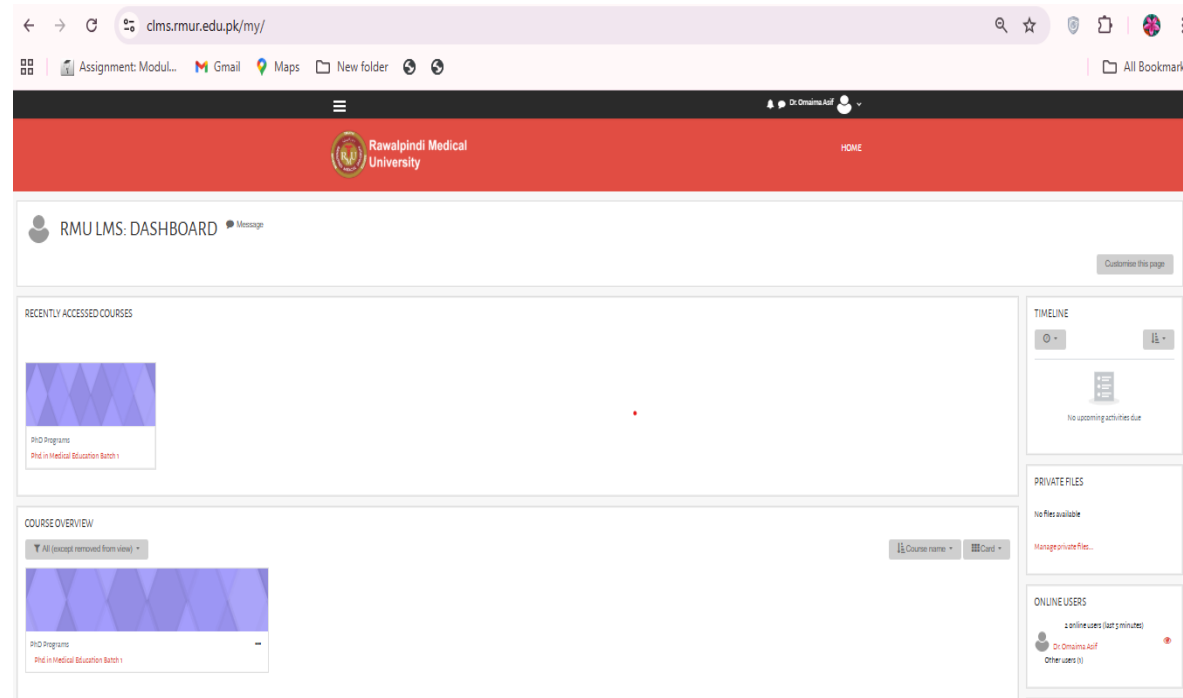 clms.rmur.edu.pk/my/
Assignment: Modul... Gmail Maps New folder All Bookmark
Dr. Omaima Asif
Rawalpindi Medical
University
HOME
RMU LMS: DASHBOARD Message
Customise this page
RECENTLY ACCESSED COURSES
PhD Programs
Phd in Medical Education Batch 1
COURSE OVERVIEW
All (except removed from view)
Course name
Card
PhD Programs
Phd in Medical Education Batch 1
TIMELINE
No upcoming activities due
PRIVATE FILES
No files available
Manage private files...
ONLINE USERS
2 online users (last 5 minutes)
Dr. Omaima Asif
Other users (1)